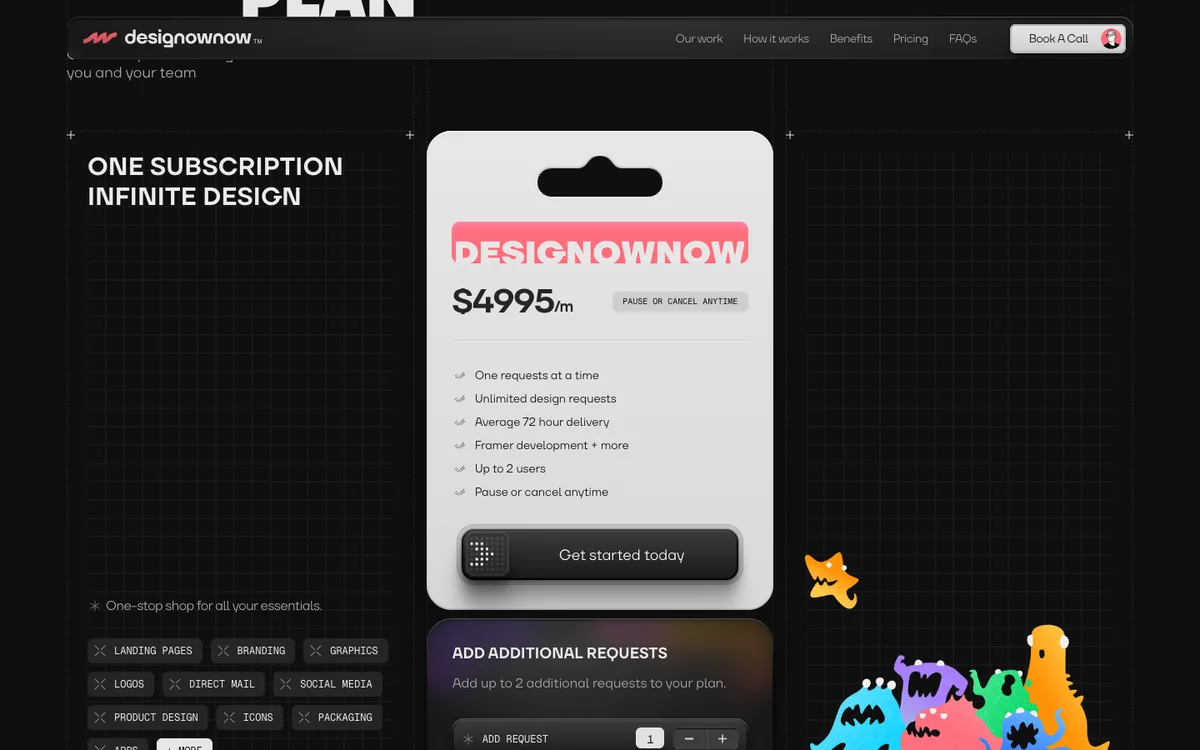 PLAN
designownow™
Our work
How it works
Benefits
Pricing
FAQs
Book A Call
you and your team
ONE SUBSCRIPTION
INFINITE DESIGN
DESIGNOWNOW
$4995/m
PAUSE OR CANCEL ANYTIME
One requests at a time
Unlimited design requests
Average 72 hour delivery
Framer development + more
Up to 2 users
Pause or cancel anytime
Get started today
One-stop shop for all your essentials.
LANDING PAGES
BRANDING
GRAPHICS
LOGOS
DIRECT MAIL
SOCIAL MEDIA
PRODUCT DESIGN
ICONS
PACKAGING
APPS
+ MORE
ADD ADDITIONAL REQUESTS
Add up to 2 additional requests to your plan.
ADD REQUEST
1